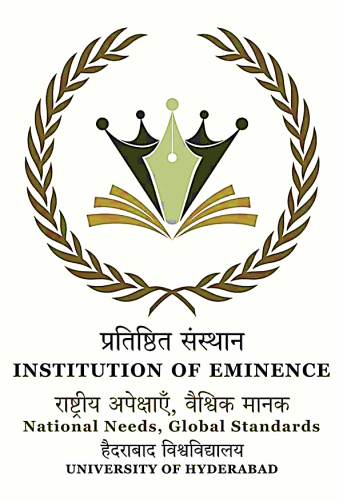 प्रतिष्ठित संस्थान
INSTITUTION OF EMINENCE
राष्ट्रीय अपेक्षाएँ, वैश्विक मानक
National Needs, Global Standards
हैदराबाद विश्वविद्यालय
UNIVERSITY OF HYDERABAD